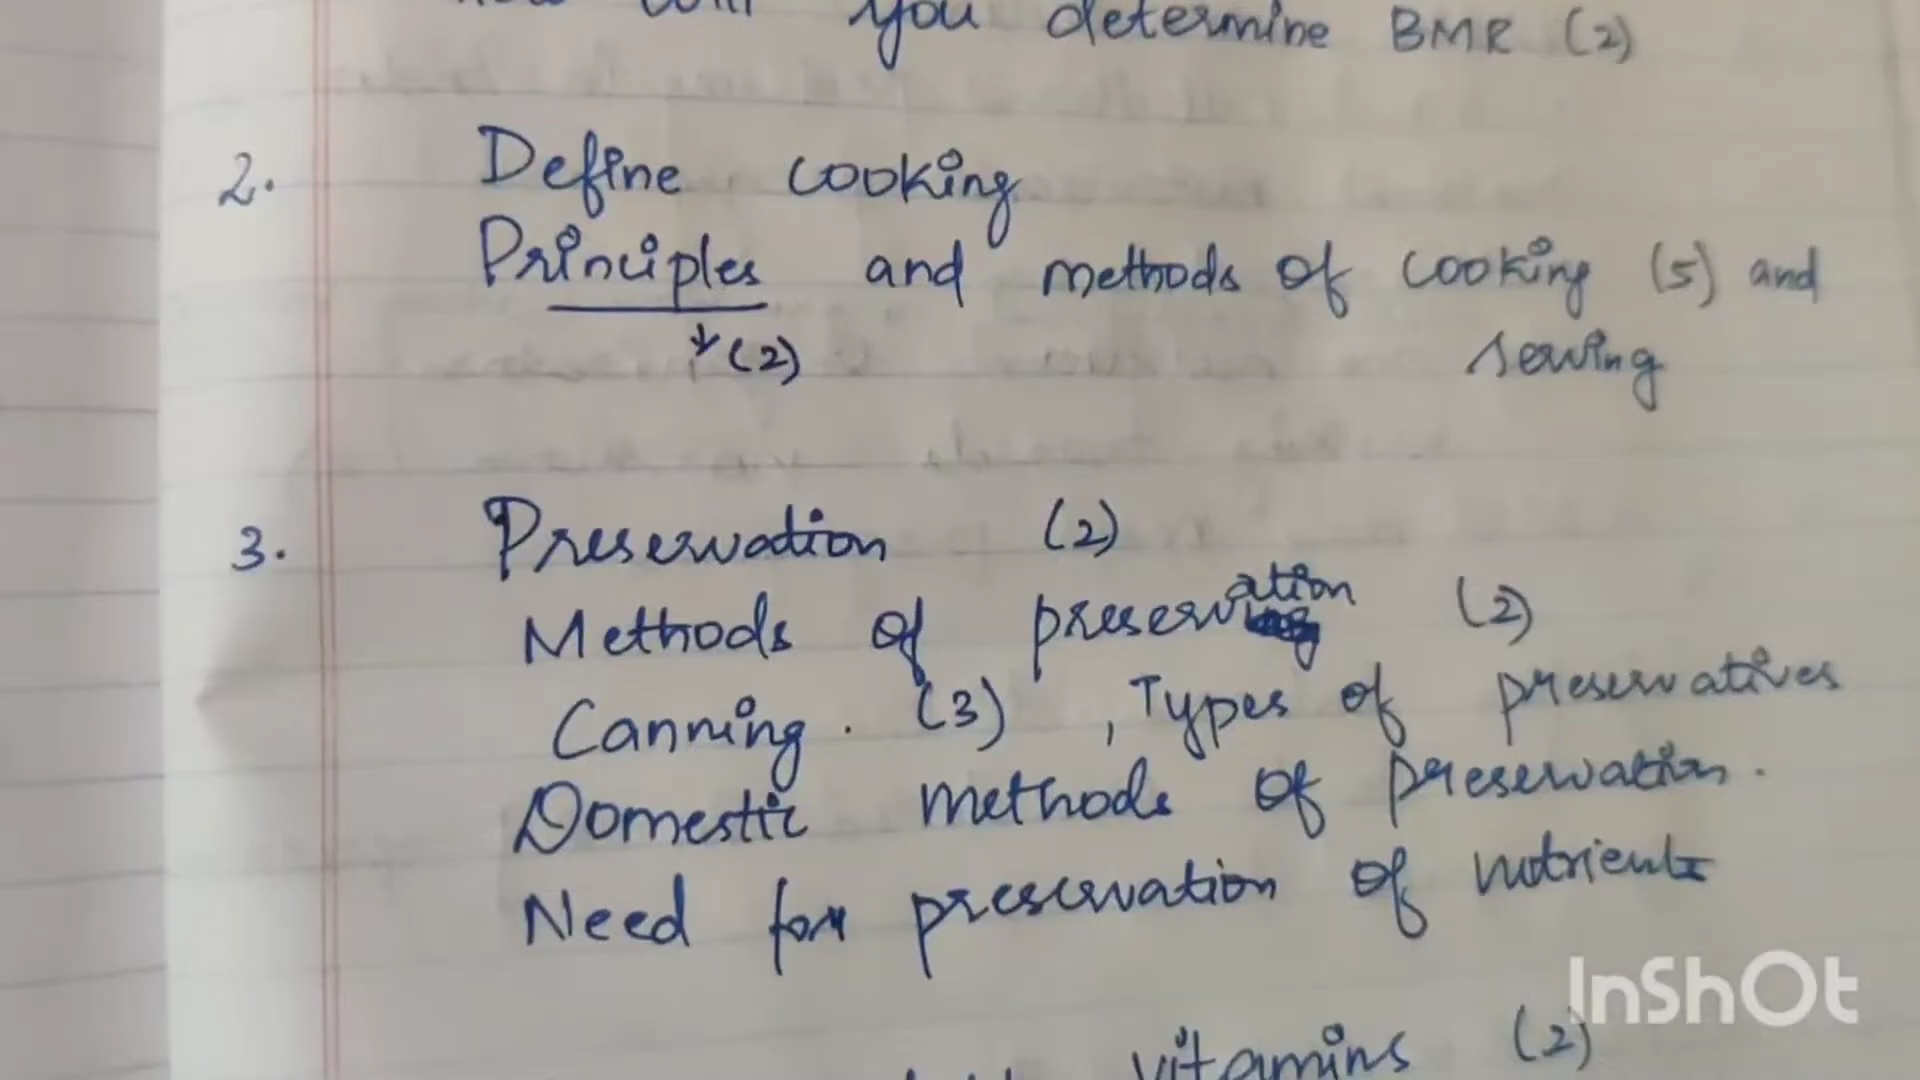 you determine BMR (2)
2. Define cooking
Principles and methods of cooking (5) and
(2) serving
3. Preservation (2)
Methods of preservation (2)
Canning. (3), Types of preservatives
Domestic methods of preservation.
Need for preservation of nutrients
vitamins (2)
InShOt